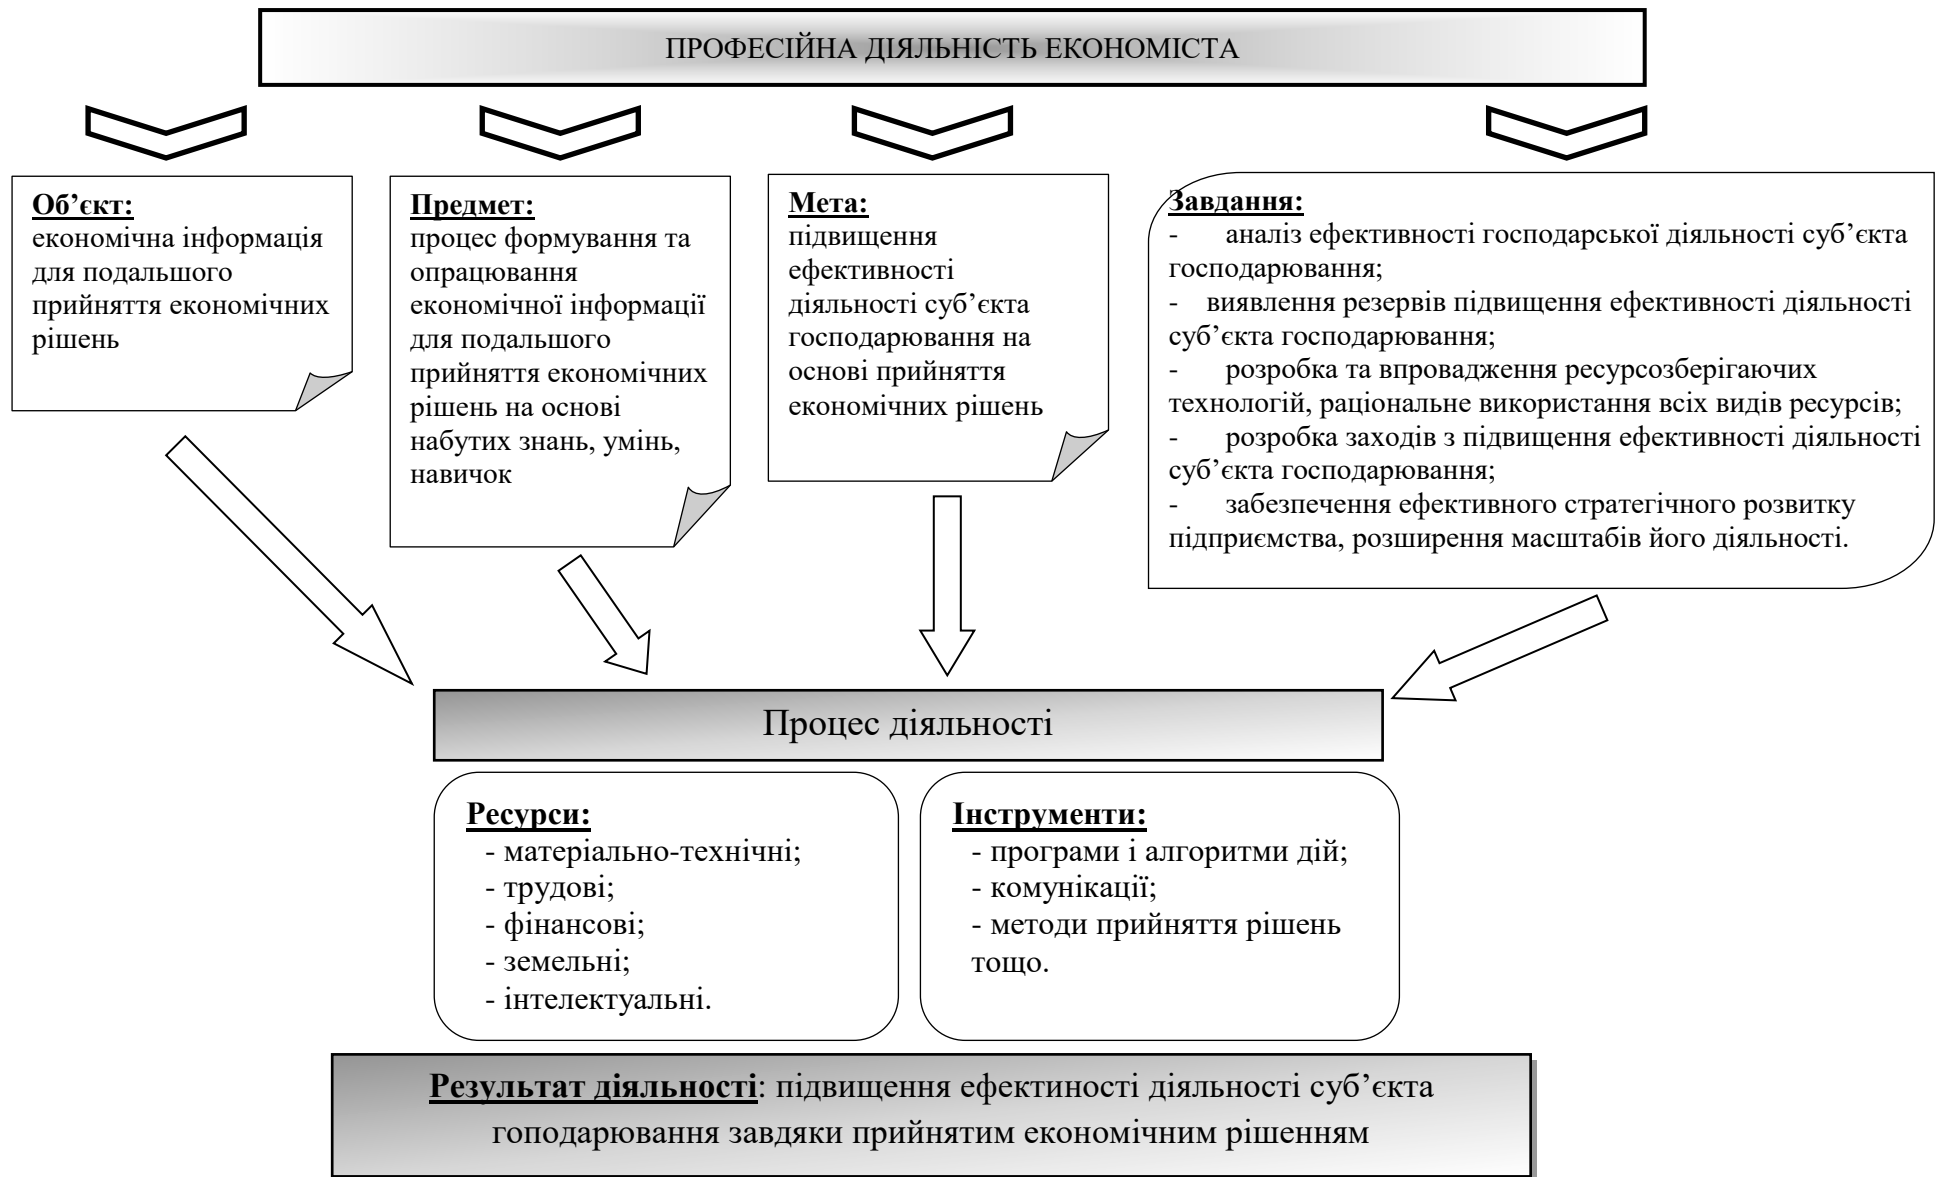 ПРОФЕСІЙНА ДІЯЛЬНІСТЬ ЕКОНОМІСТА
Об’єкт:
економічна інформація
для подальшого
прийняття економічних
рішень
Предмет:
процес формування та
опрацювання
економічної інформації
для подальшого
прийняття економічних
рішень на основі
набутих знань, умінь,
навичок
Мета:
підвищення
ефективності
діяльності суб’єкта
господарювання на
основі прийняття
економічних рішень
Завдання:
- аналіз ефективності господарської діяльності суб’єкта
господарювання;
- виявлення резервів підвищення ефективності діяльності
суб’єкта господарювання;
- розробка та впровадження ресурсозберігаючих
технологій, раціональне використання всіх видів ресурсів;
- розробка заходів з підвищення ефективності діяльності
суб’єкта господарювання;
- забезпечення ефективного стратегічного розвитку
підприємства, розширення масштабів його діяльності.
Процес діяльності
Ресурси:
- матеріально-технічні;
- трудові;
- фінансові;
- земельні;
- інтелектуальні.
Інструменти:
- програми і алгоритми дій;
- комунікації;
- методи прийняття рішень
тощо.
Результат діяльності: підвищення ефектиності діяльності суб’єкта
гоподарювання завдяки прийнятим економічним рішенням